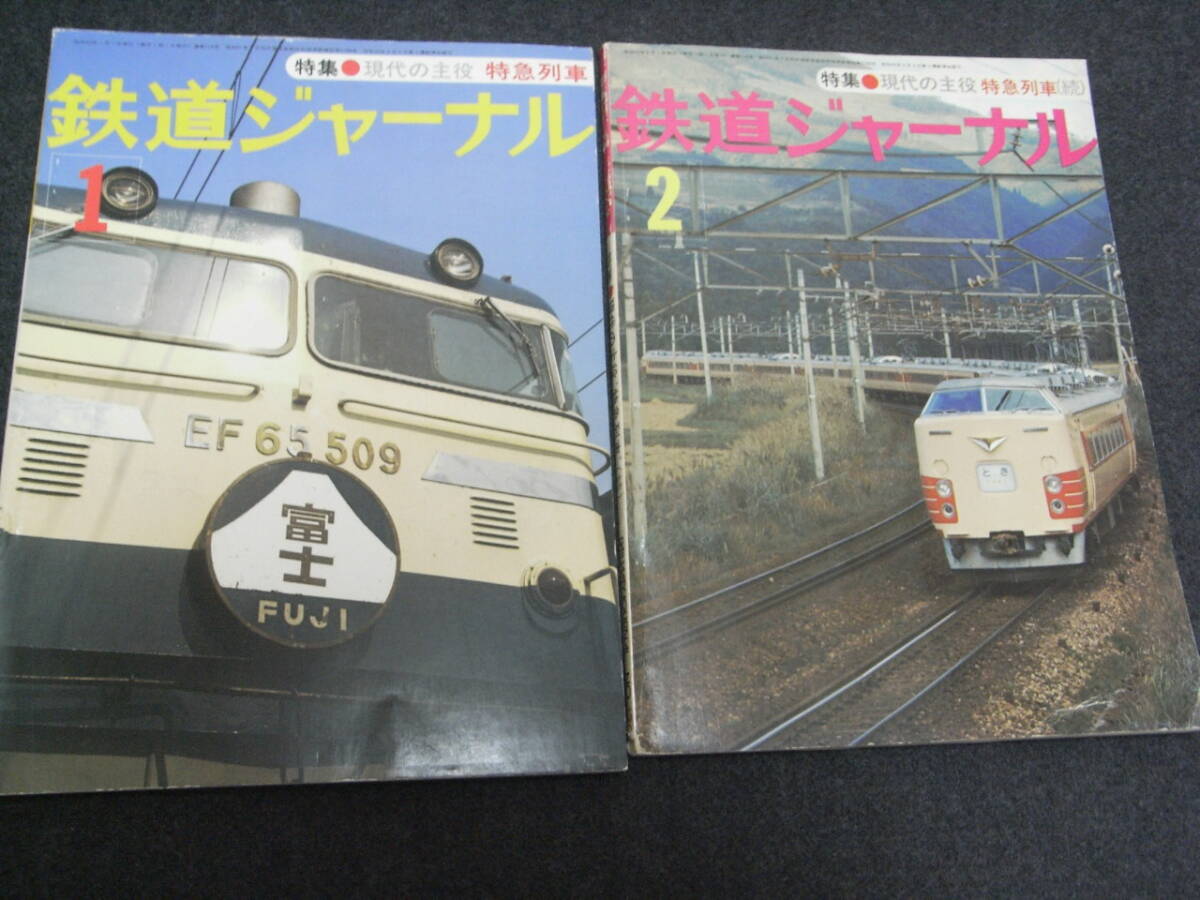 特集●現代の主役 特急列車
鉄道ジャーナル
1
EF 65 509
富士
FUJI
特集●現代の主役 特急列車(続)
鉄道ジャーナル
2
とき